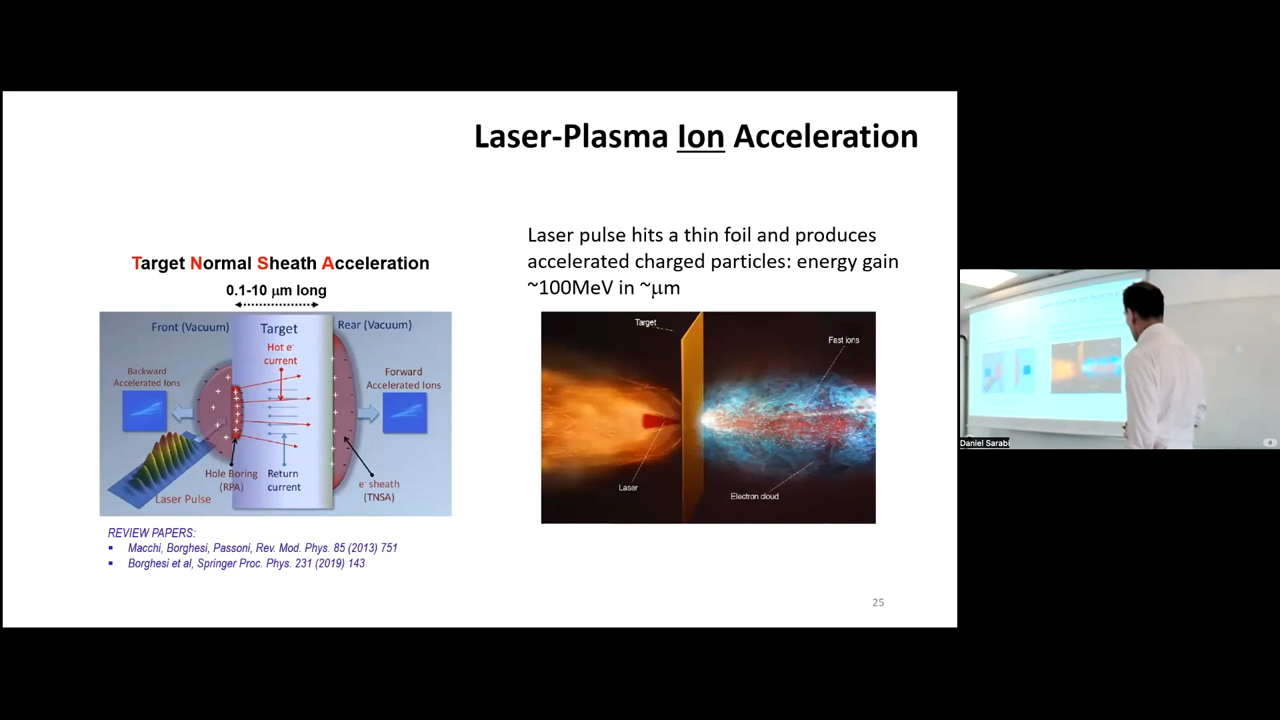 Laser-Plasma Ion Acceleration
Laser pulse hits a thin foil and produces
accelerated charged particles: energy gain
~100MeV in ~μm
Target Normal Sheath Acceleration
0.1-10 μm long
Front (Vacuum)
Target
Rear (Vacuum)
Hot e⁻
current
Backward
Accelerated Ions
Forward
Accelerated Ions
Hole Boring
(RPA)
Return
current
e⁻ sheath
(TNSA)
Laser Pulse
Target
Fast ions
Laser
Electron cloud
REVIEW PAPERS:
▪ Macchi, Borghesi, Passoni, Rev. Mod. Phys. 85 (2013) 751
▪ Borghesi et al, Springer Proc. Phys. 231 (2019) 143
25
Daniel Sarabi